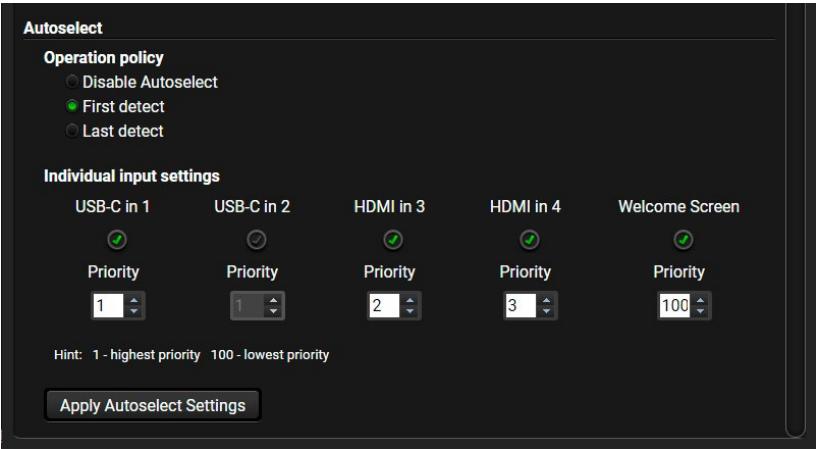 Autoselect
Operation policy
Disable Autoselect
First detect
Last detect
Individual input settings
USB-C in 1 USB-C in 2 HDMI in 3 HDMI in 4 Welcome Screen
Priority Priority Priority Priority Priority
1 1 2 3 100
Hint: 1 - highest priority 100 - lowest priority
Apply Autoselect Settings